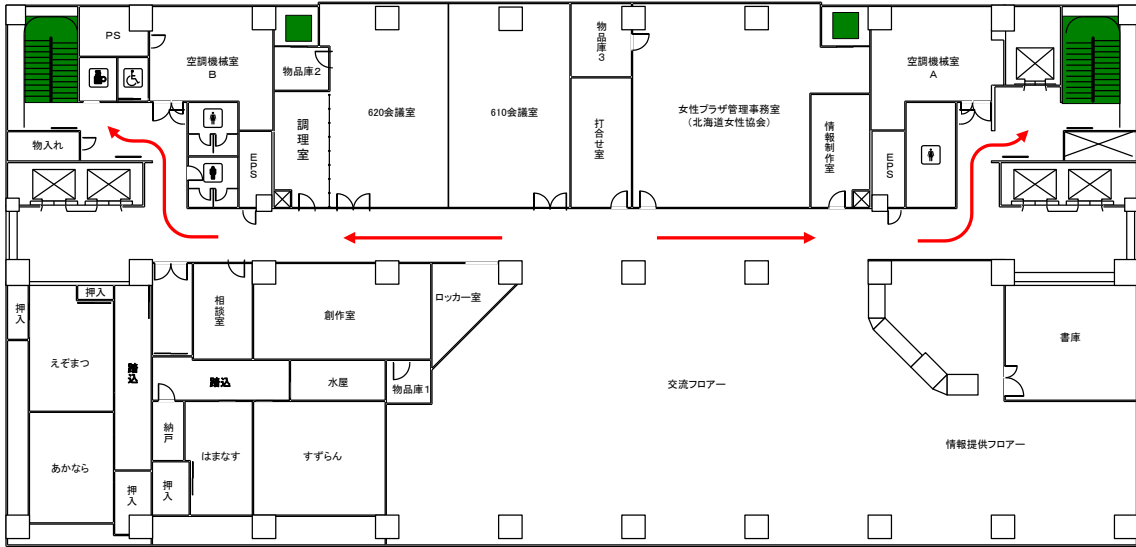 PS
空調機械室
B
物品庫2
620会議室
610会議室
物品庫3
打合せ室
女性プラザ管理事務室
(北海道女性協会)
空調機械室
A
調理室
情報制作室
物入れ
EPS
EPS
押入
押入
相談室
創作室
ロッカー室
書庫
えぞまつ
踏込
踏込
水屋
物品庫1
交流フロアー
納戸
はまなす
すずらん
情報提供フロアー
あかなら
押入
押入